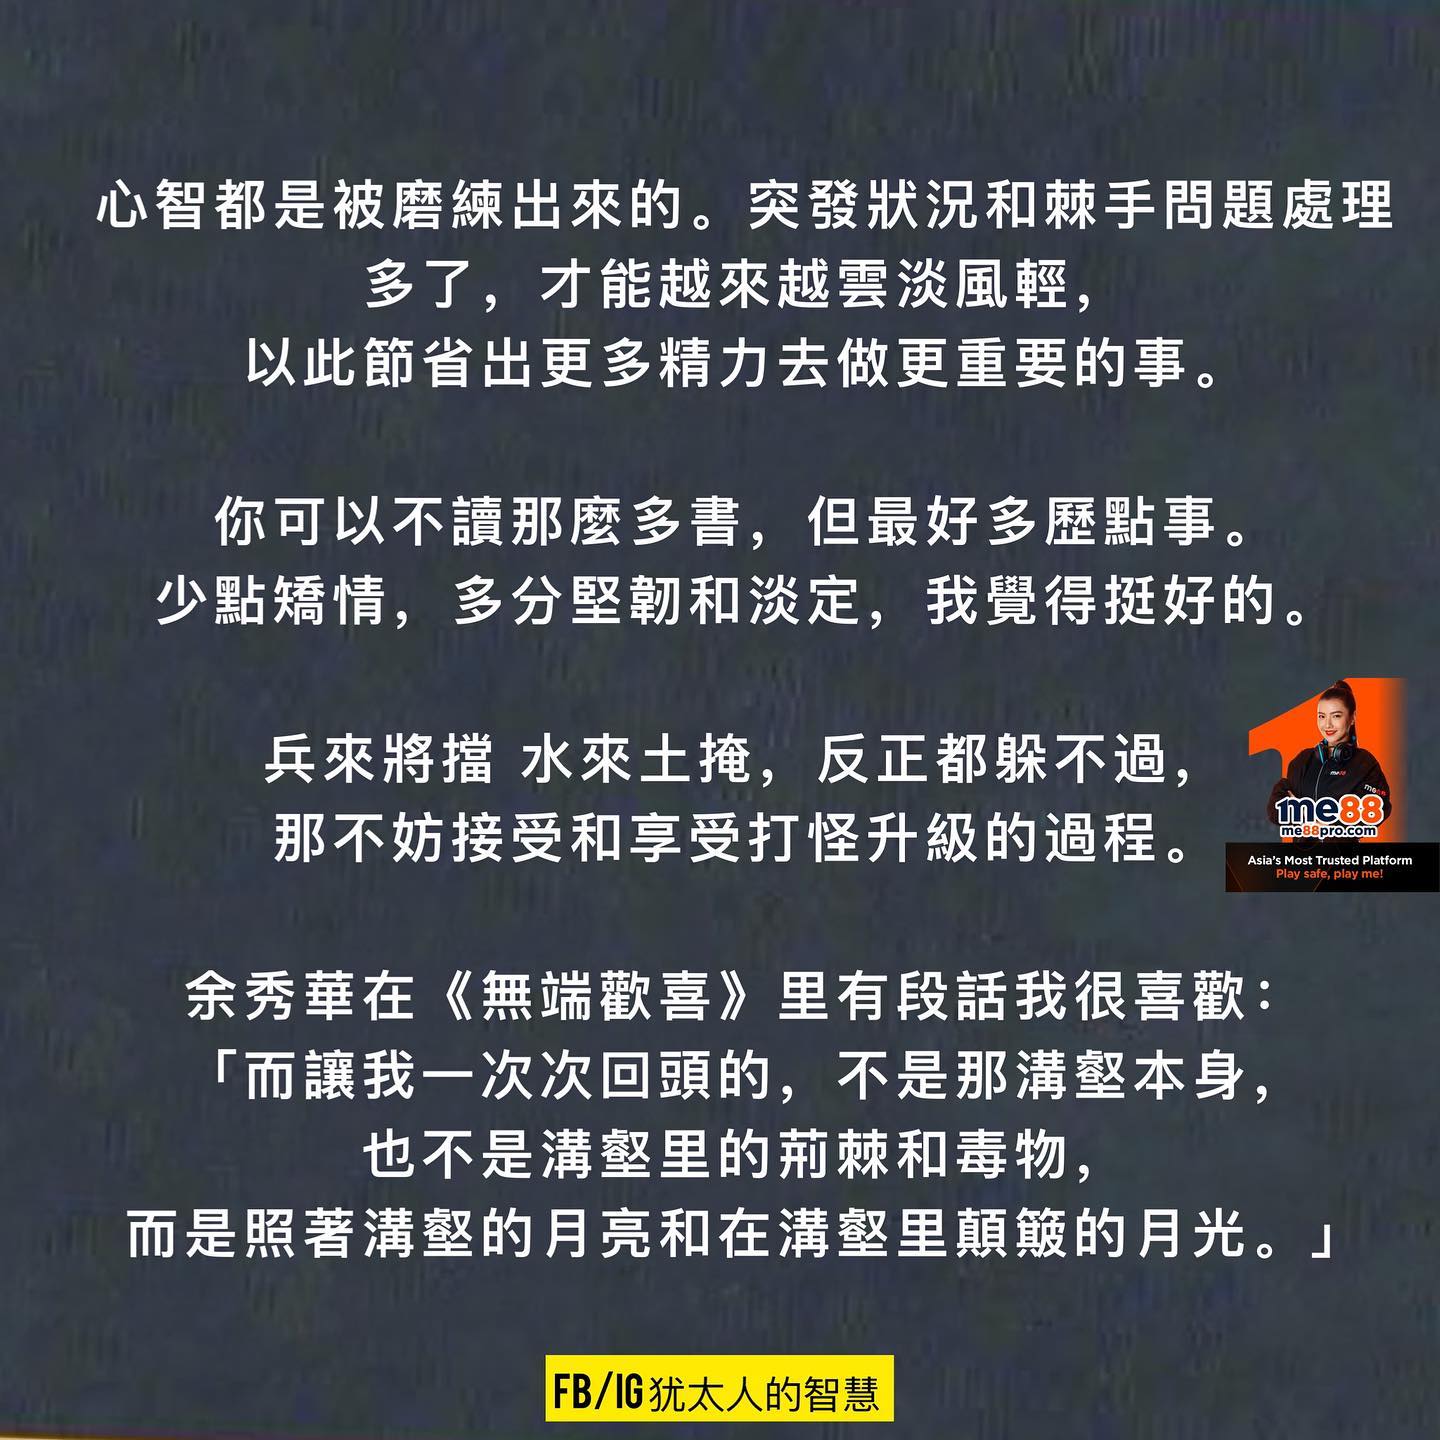 心智都是被磨練出來的。突發狀況和棘手問題處理
多了，才能越來越雲淡風輕，
以此節省出更多精力去做更重要的事。
你可以不讀那麼多書，但最好多歷點事。
少點矯情，多分堅韌和淡定，我覺得挺好的。
兵來將擋 水來土掩，反正都躲不過，
那不妨接受和享受打怪升級的過程。
me88
me88pro.com
Asia's Most Trusted Platform
Play safe, play me!
余秀華在《無端歡喜》里有段話我很喜歡：
「而讓我一次次回頭的，不是那溝壑本身，
也不是溝壑里的荊棘和毒物，
而是照著溝壑的月亮和在溝壑里顛簸的月光。」
FB/IG犹太人的智慧